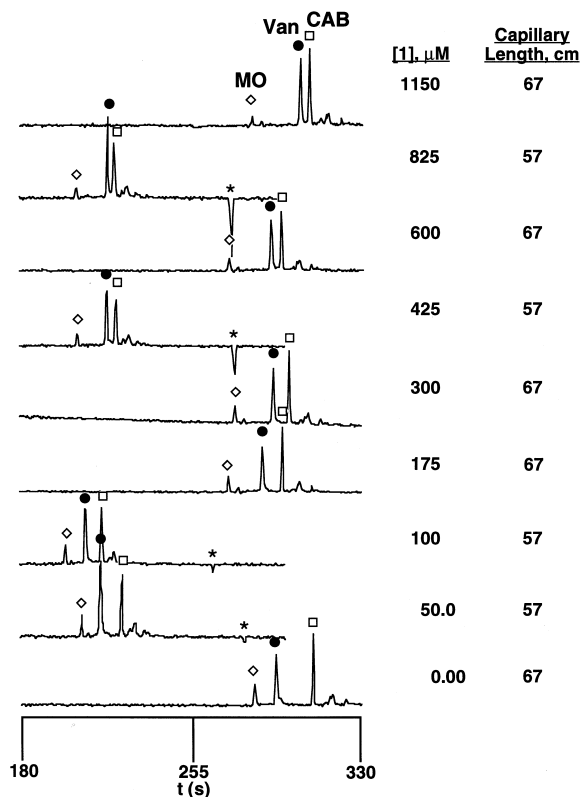 Van CAB
MO
[1], μM
Capillary
Length, cm
1150 67
825 57
*
600 67
425 57
*
300 67
175 67
100 57
*
50.0 57
*
0.00 67
180 255 330
t (s)